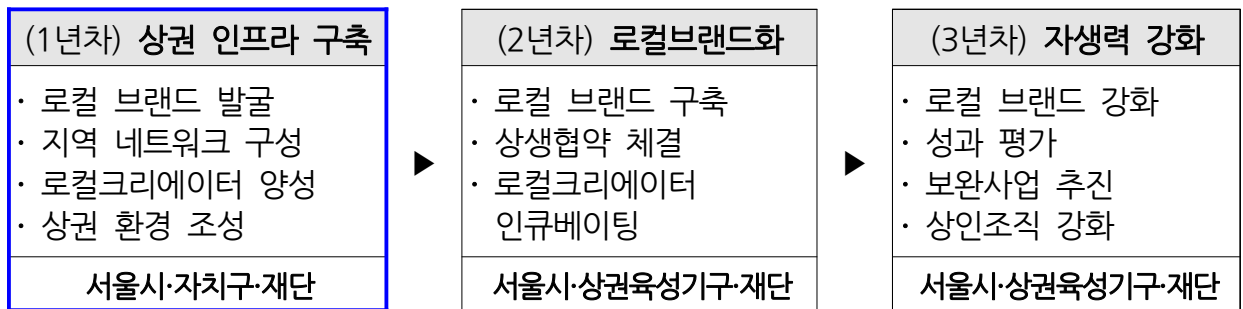 (1년차) 상권 인프라 구축
· 로컬 브랜드 발굴
· 지역 네트워크 구성
· 로컬크리에이터 양성
· 상권 환경 조성
서울시·자치구·재단
▶
(2년차) 로컬브랜드화
· 로컬 브랜드 구축
· 상생협약 체결
· 로컬크리에이터
인큐베이팅
서울시·상권육성기구·재단
▶
(3년차) 자생력 강화
· 로컬 브랜드 강화
· 성과 평가
· 보완사업 추진
· 상인조직 강화
서울시·상권육성기구·재단